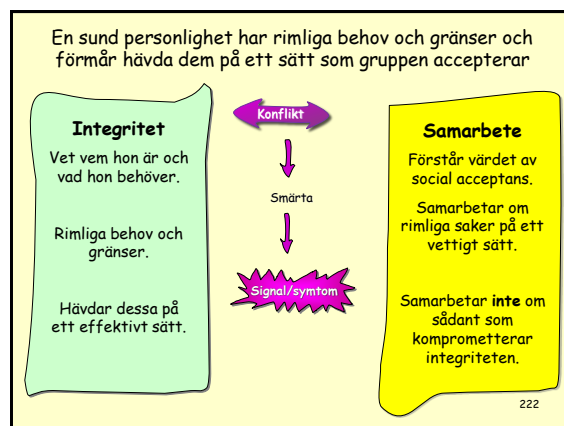 En sund personlighet har rimliga behov och gränser och
förmår hävda dem på ett sätt som gruppen accepterar
Integritet
Vet vem hon är och
vad hon behöver.
Rimliga behov och
gränser.
Hävdar dessa på
ett effektivt sätt.
Konflikt
Smärta
Signal/symtom
Samarbete
Förstår värdet av
social acceptans.
Samarbetar om
rimliga saker på ett
vettigt sätt.
Samarbetar inte om
sådant som
komprometterar
integriteten.
222